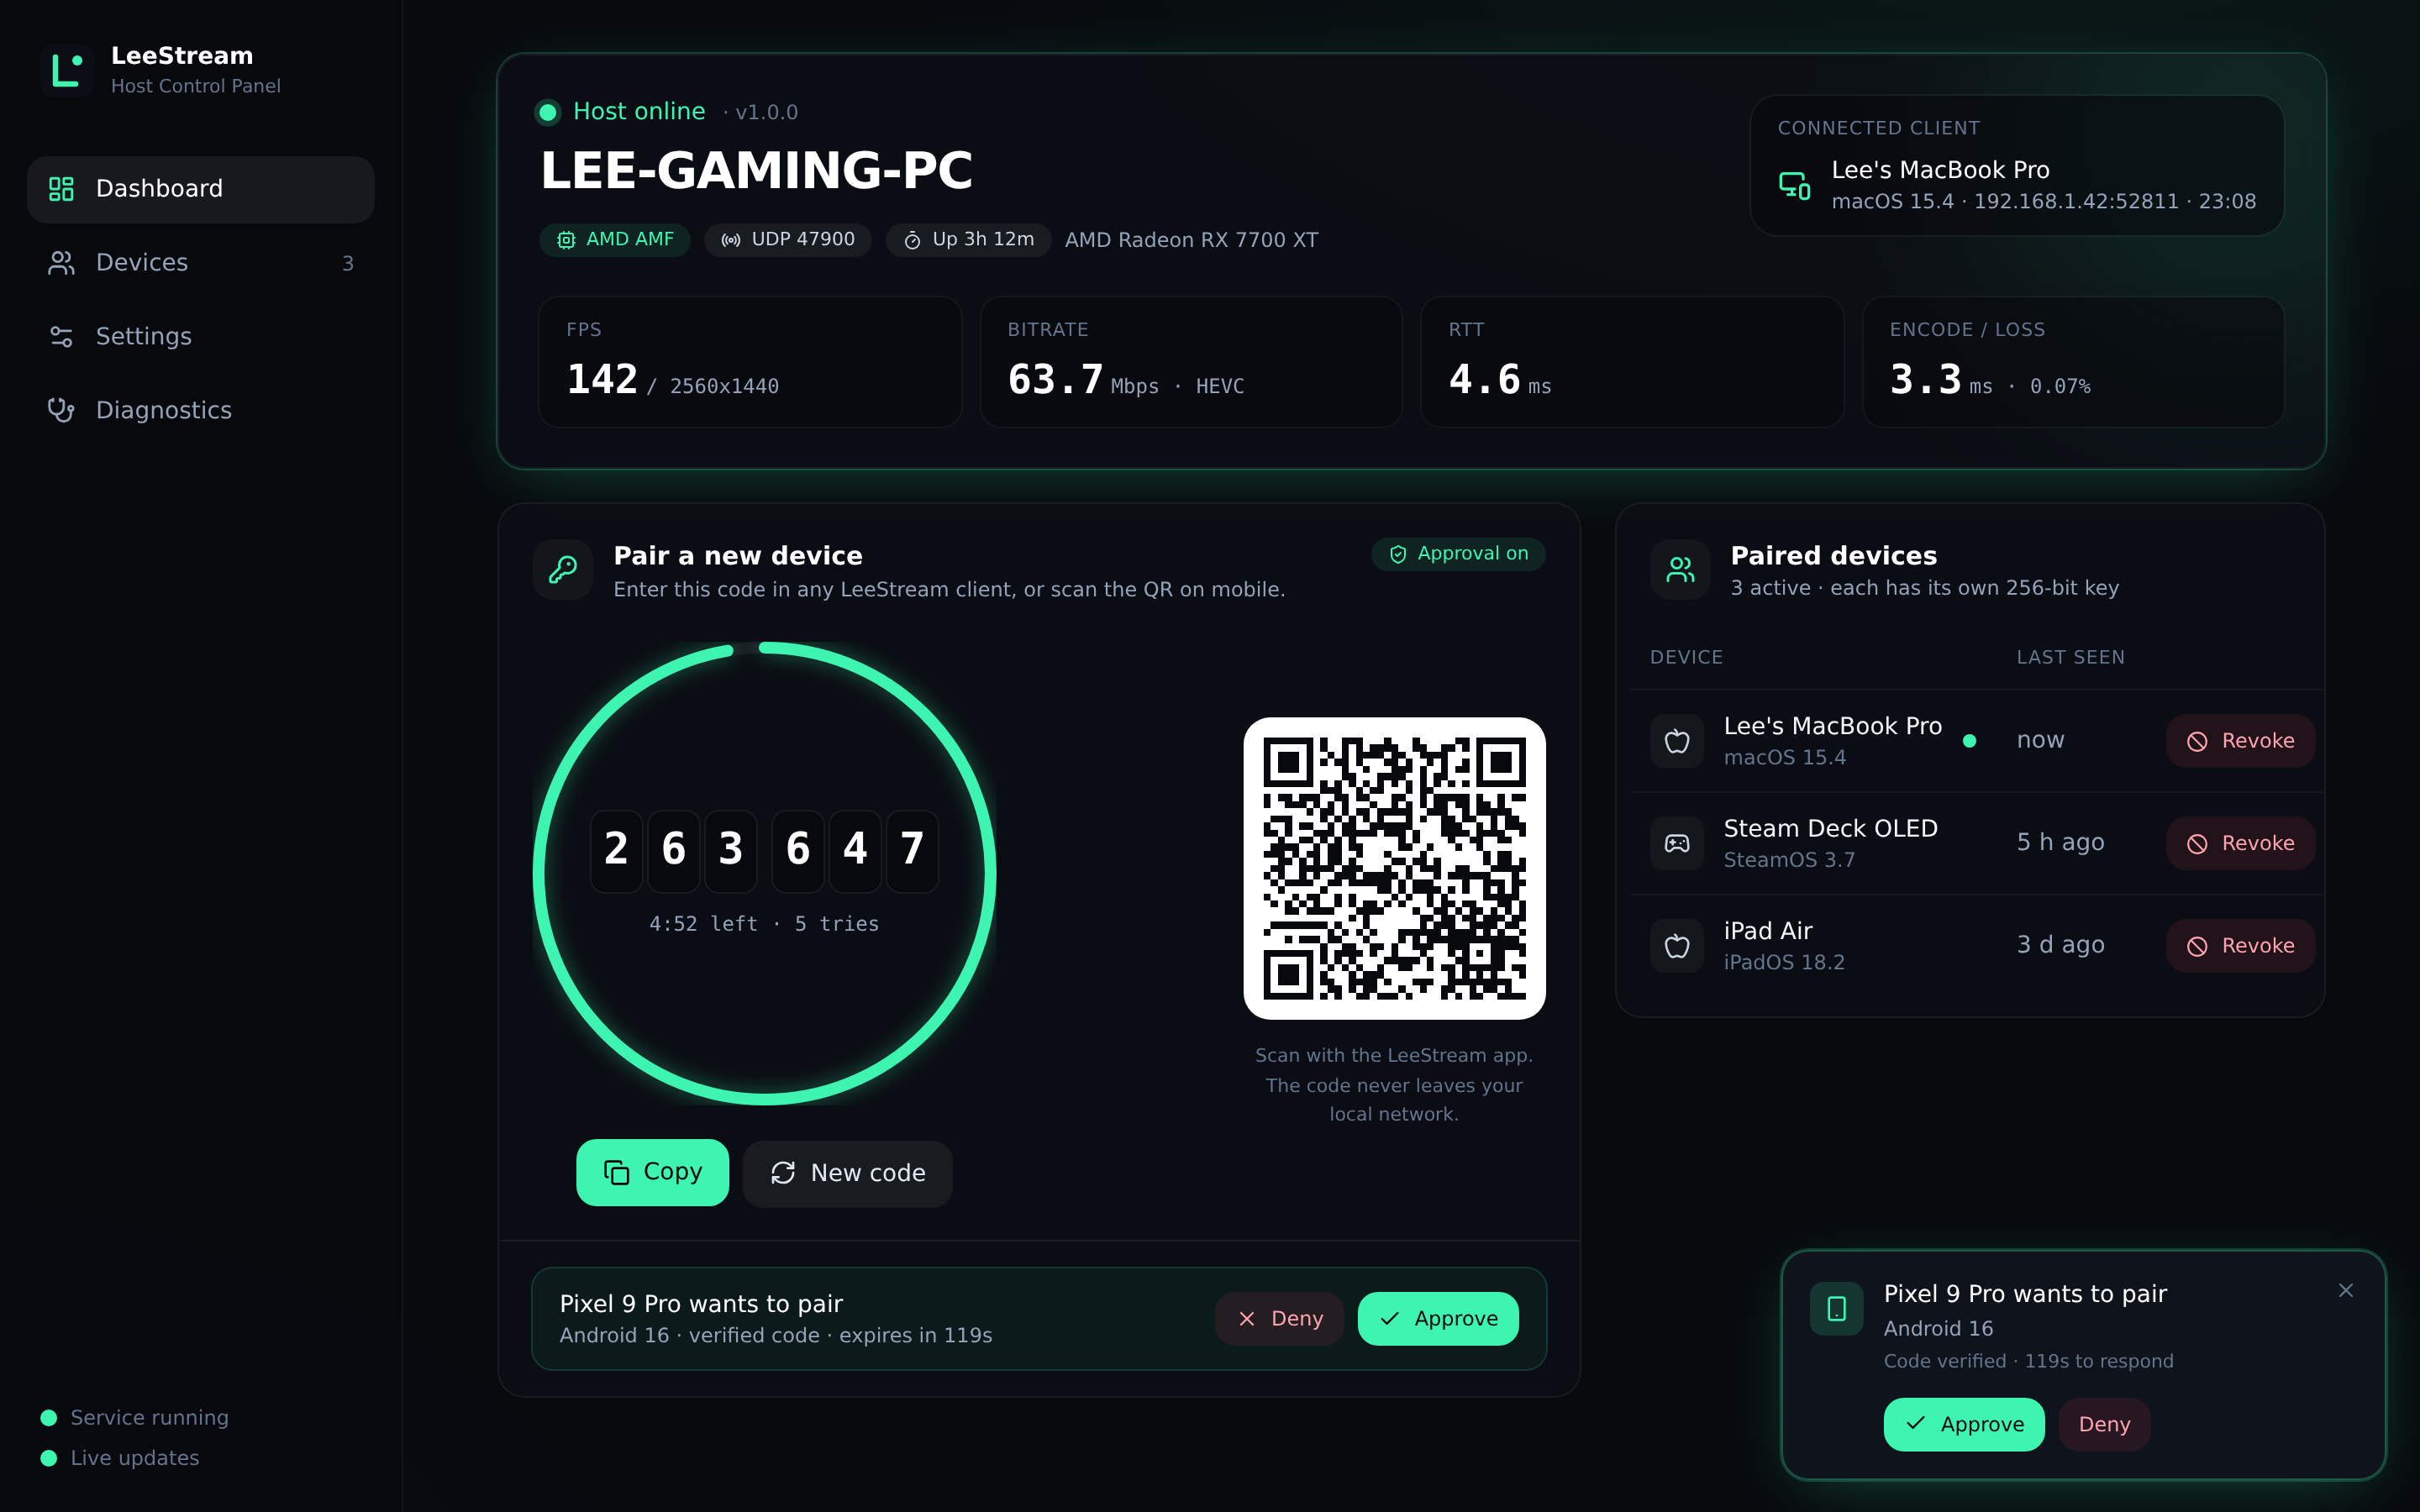 LeeStream
Host Control Panel
Dashboard
Devices 3
Settings
Diagnostics
Service running
Live updates
Host online · v1.0.0
LEE-GAMING-PC
AMD AMF UDP 47900 Up 3h 12m AMD Radeon RX 7700 XT
CONNECTED CLIENT
Lee's MacBook Pro
macOS 15.4 · 192.168.1.42:52811 · 23:08
FPS
142 / 2560x1440
BITRATE
63.7 Mbps · HEVC
RTT
4.6 ms
ENCODE / LOSS
3.3 ms · 0.07%
Pair a new device
Enter this code in any LeeStream client, or scan the QR on mobile.
Approval on
2 6 3 6 4 7
4:52 left · 5 tries
Copy New code
Scan with the LeeStream app.
The code never leaves your
local network.
Pixel 9 Pro wants to pair
Android 16 · verified code · expires in 119s
Deny Approve
Paired devices
3 active · each has its own 256-bit key
DEVICE LAST SEEN
Lee's MacBook Pro
macOS 15.4
now Revoke
Steam Deck OLED
SteamOS 3.7
5 h ago Revoke
iPad Air
iPadOS 18.2
3 d ago Revoke
Pixel 9 Pro wants to pair
Android 16
Code verified · 119s to respond
Approve Deny